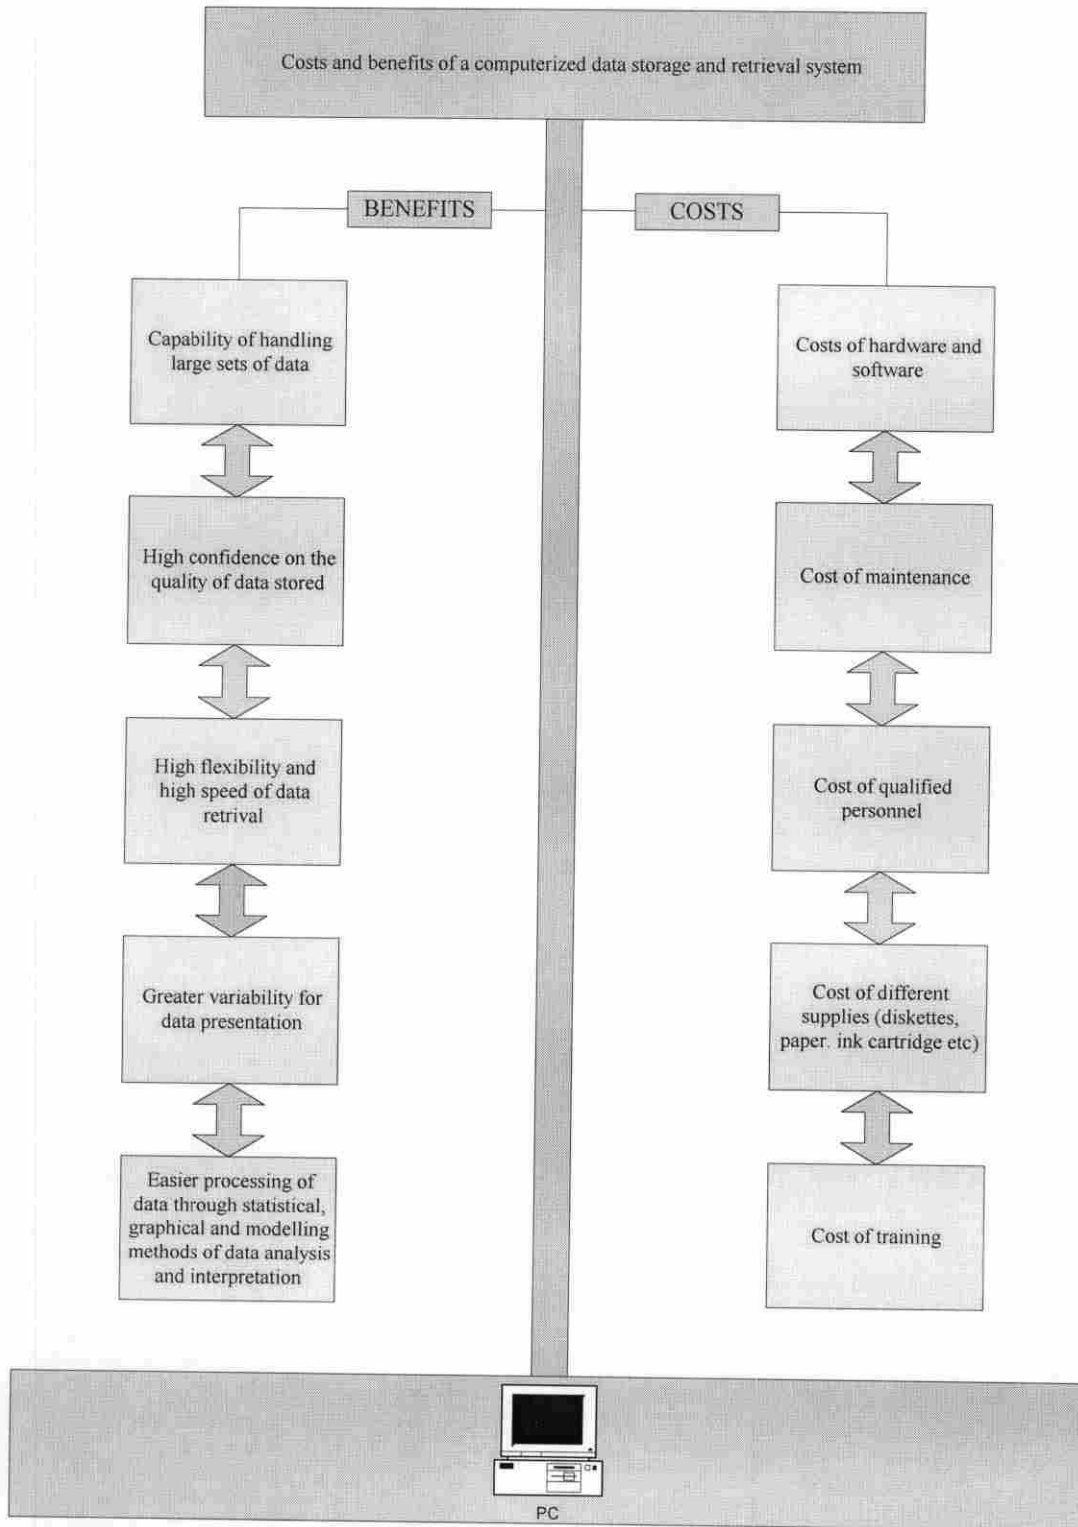 Costs and benefits of a computerized data storage and retrieval system
BENEFITS
COSTS
Capability of handling
large sets of data
High confidence on the
quality of data stored
High flexibility and
high speed of data
retrival
Greater variability for
data presentation
Easier processing of
data through statistical,
graphical and modelling
methods of data analysis
and interpretation
Costs of hardware and
software
Cost of maintenance
Cost of qualified
personnel
Cost of different
supplies (diskettes,
paper, ink cartridge etc)
Cost of training
PC